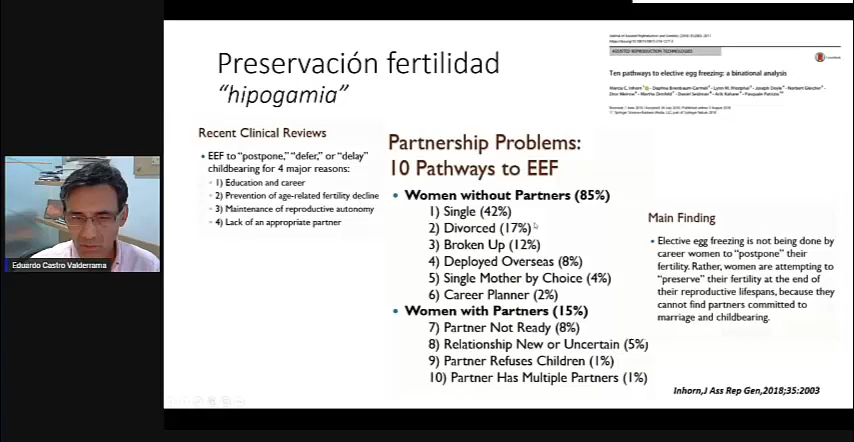 Preservación fertilidad
“hipogamia”
ASSISTED REPRODUCTION TECHNOLOGIES
Ten pathways to elective egg freezing: a binational analysis
Recent Clinical Reviews
• EEF to “postpone,” “defer,” or “delay”
childbearing for 4 major reasons:
• 1) Education and career
• 2) Prevention of age-related fertility decline
• 3) Maintenance of reproductive autonomy
• 4) Lack of an appropriate partner
Partnership Problems:
10 Pathways to EEF
• Women without Partners (85%)
1) Single (42%)
2) Divorced (17%)
3) Broken Up (12%)
4) Deployed Overseas (8%)
5) Single Mother by Choice (4%)
6) Career Planner (2%)
• Women with Partners (15%)
7) Partner Not Ready (8%)
8) Relationship New or Uncertain (5%)
9) Partner Refuses Children (1%)
10) Partner Has Multiple Partners (1%)
Main Finding
• Elective egg freezing is not being done by
career women to “postpone” their
fertility. Rather, women are attempting to
“preserve” their fertility at the end of
their reproductive lifespans, because they
cannot find partners committed to
marriage and childbearing.
Inhorn,J Ass Rep Gen,2018;35:2003
Eduardo Castro Valderrama